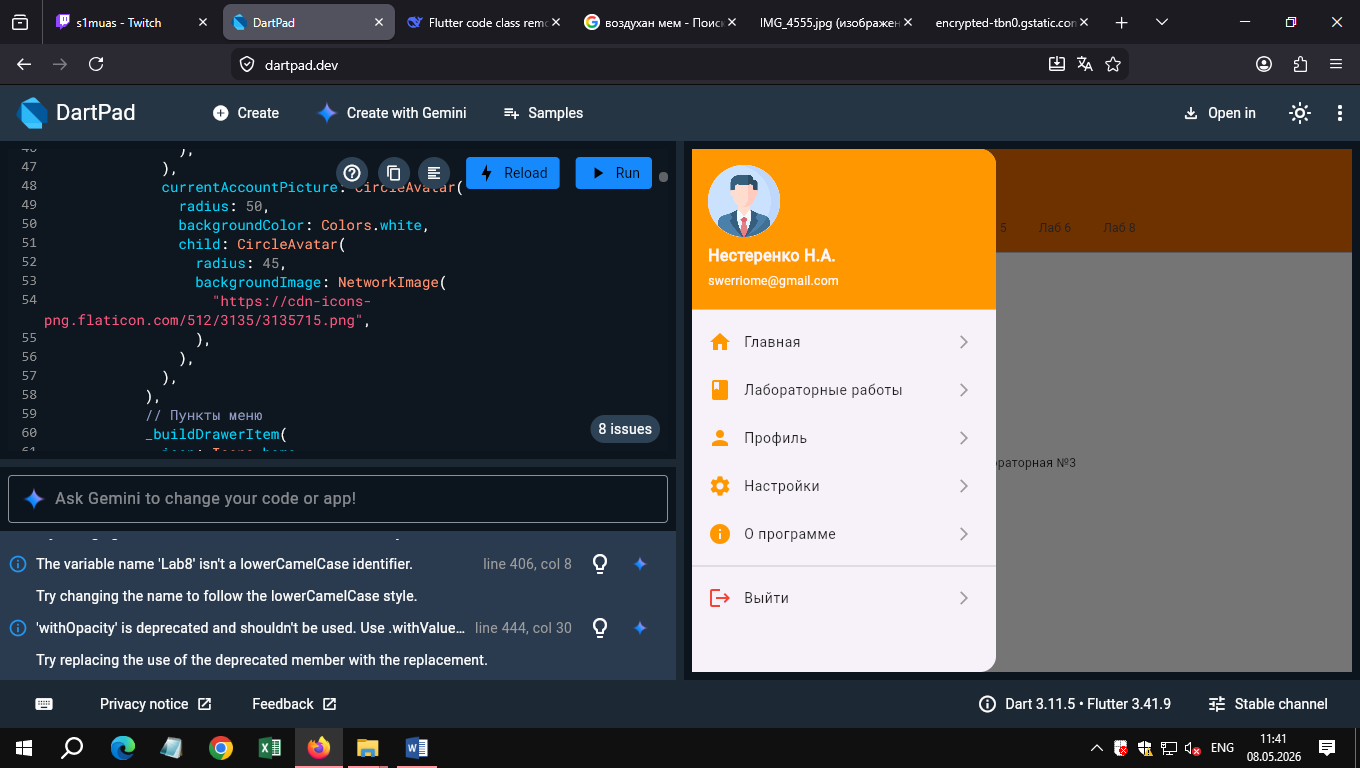 s1muas - Twitch
DartPad
Flutter code class rem
воздухан мем - Поис
IMG_4555.jpg (изображен
encrypted-tbn0.gstatic.com
dartpad.dev
DartPad
Create
Create with Gemini
Samples
Open in
46 ),
47 ),
48 currentAccountPicture: CircleAvatar(
49 radius: 50,
50 backgroundColor: Colors.white,
51 child: CircleAvatar(
52 radius: 45,
53 backgroundImage: NetworkImage(
54 "https://cdn-icons-
png.flaticon.com/512/3135/3135715.png",
55 ),
56 ),
57 ),
58 ),
59 // Пункты меню
60 _buildDrawerItem(
61 icon: Icons.home
Reload
Run
8 issues
Ask Gemini to change your code or app!
The variable name 'Lab8' isn't a lowerCamelCase identifier.
line 406, col 8
Try changing the name to follow the lowerCamelCase style.
'withOpacity' is deprecated and shouldn't be used. Use .withValue...
line 444, col 30
Try replacing the use of the deprecated member with the replacement.
Нестеренко Н.А.
swerriome@gmail.com
Главная
Лабораторные работы
Профиль
Настройки
О программе
Выйти
5
Лаб 6
Лаб 8
ораторная №3
Privacy notice
Feedback
Dart 3.11.5 • Flutter 3.41.9
Stable channel
ENG
11:41
08.05.2026